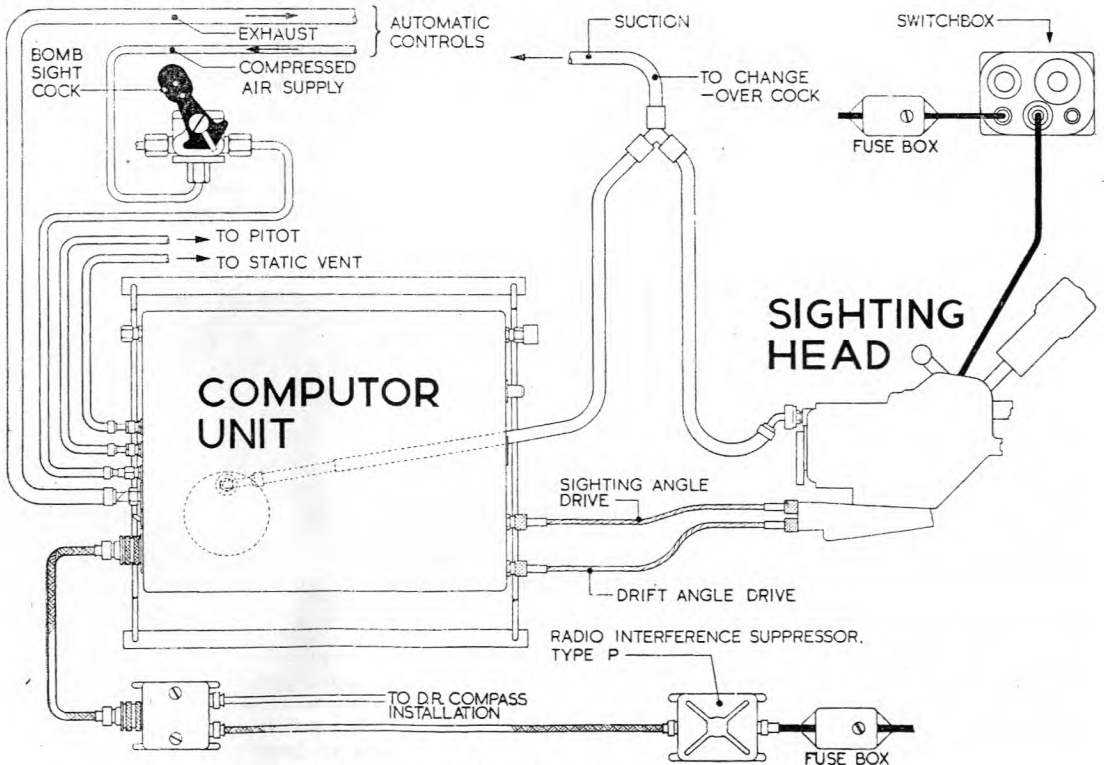 EXHAUST
AUTOMATIC
CONTROLS
COMPRESSED
AIR SUPPLY
BOMB
SIGHT
COCK
SUCTION
TO CHANGE
-OVER COCK
SWITCHBOX
FUSE BOX
TO PITOT
TO STATIC VENT
COMPUTOR
UNIT
SIGHTING
HEAD
SIGHTING ANGLE
DRIVE
DRIFT ANGLE DRIVE
RADIO INTERFERENCE SUPPRESSOR.
TYPE P
TO D.R. COMPASS
INSTALLATION
FUSE BOX